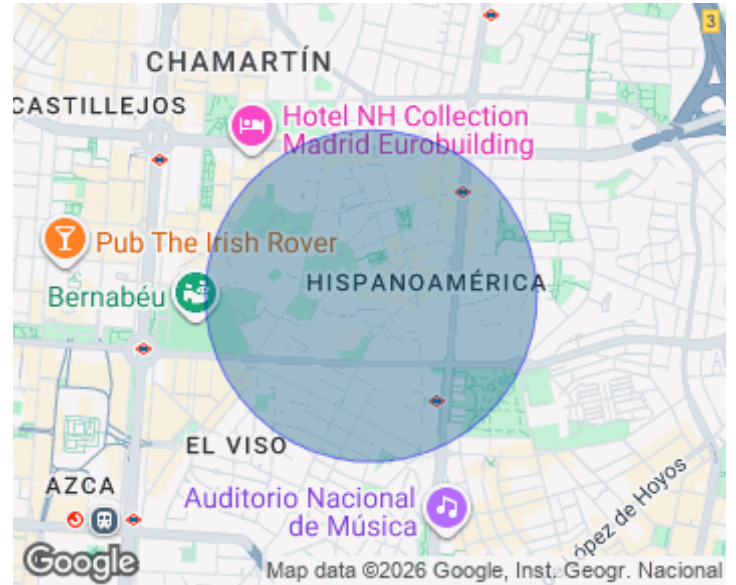 3
CHAMARTÍN
CASTILLEJOS
Hotel NH Collection
Madrid Eurobuilding
Pub The Irish Rover
HISPANOAMÉRICA
Bernabéu
EL VISO
AZCA
Auditorio Nacional
de Música
ópez de Hoyos
Google
Map data ©2026 Google, Inst. Geogr. Nacional